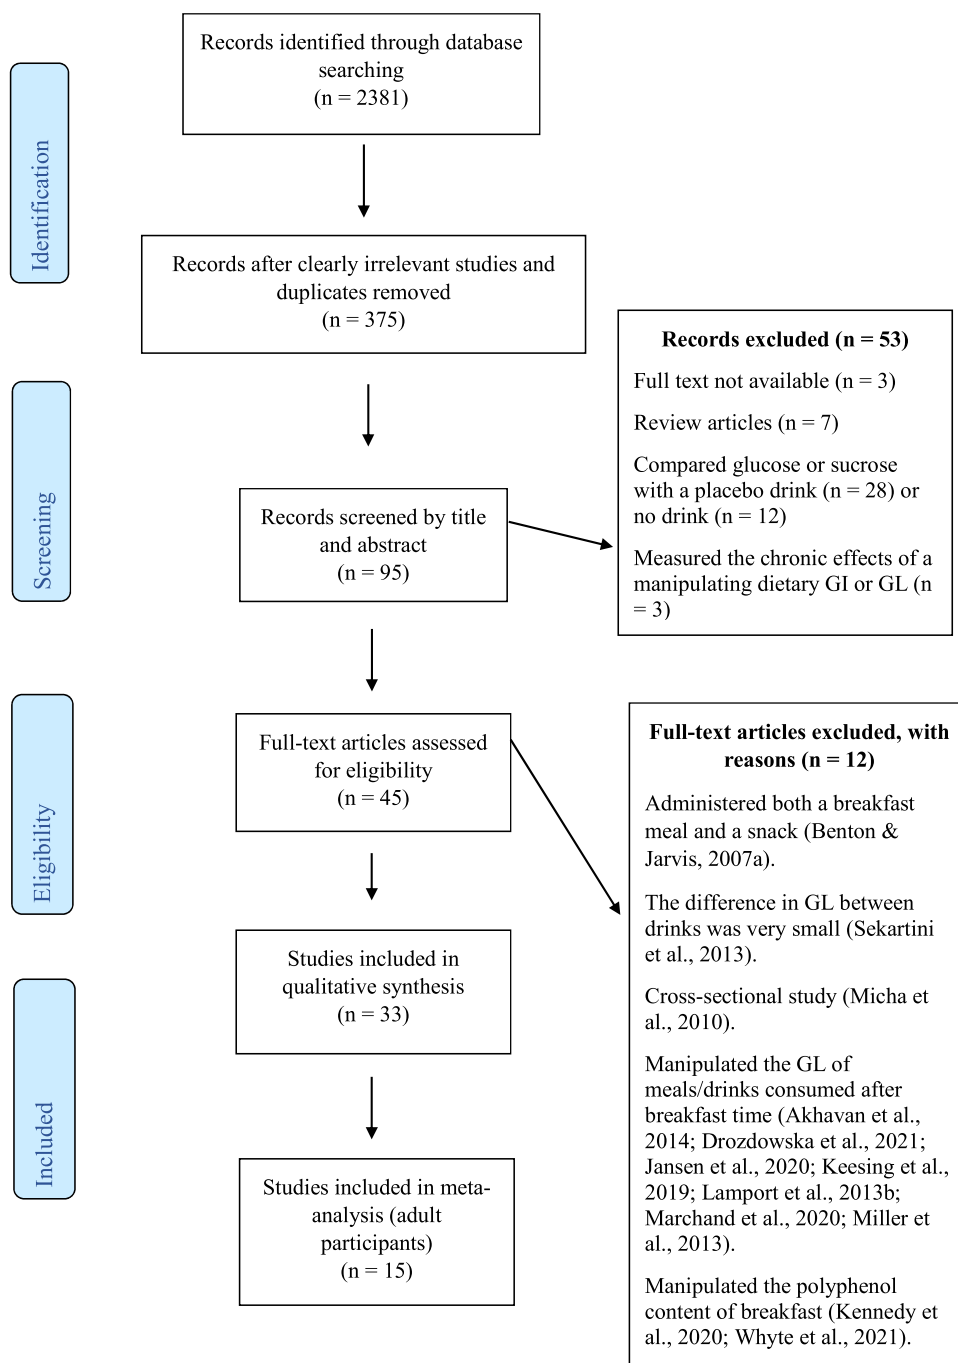 Records identified through database
searching
(n = 2381)
Identification
Records after clearly irrelevant studies and
duplicates removed
(n = 375)
Records excluded (n = 53)
Full text not available (n = 3)
Review articles (n = 7)
Compared glucose or sucrose
with a placebo drink (n = 28) or
no drink (n = 12)
Measured the chronic effects of a
manipulating dietary GI or GL (n
= 3)
Screening
Records screened by title
and abstract
(n = 95)
Eligibility
Full-text articles assessed
for eligibility
(n = 45)
Full-text articles excluded, with
reasons (n = 12)
Administered both a breakfast
meal and a snack (Benton &
Jarvis, 2007a).
The difference in GL between
drinks was very small (Sekartini
et al., 2013).
Cross-sectional study (Micha et
al., 2010).
Manipulated the GL of
meals/drinks consumed after
breakfast time (Akhavan et al.,
2014; Drozdowska et al., 2021;
Jansen et al., 2020; Keesing et al.,
2019; Lamport et al., 2013b;
Marchand et al., 2020; Miller et
al., 2013).
Manipulated the polyphenol
content of breakfast (Kennedy et
al., 2020; Whyte et al., 2021).
Studies included in
qualitative synthesis
(n = 33)
Included
Studies included in meta-
analysis (adult
participants)
(n = 15)